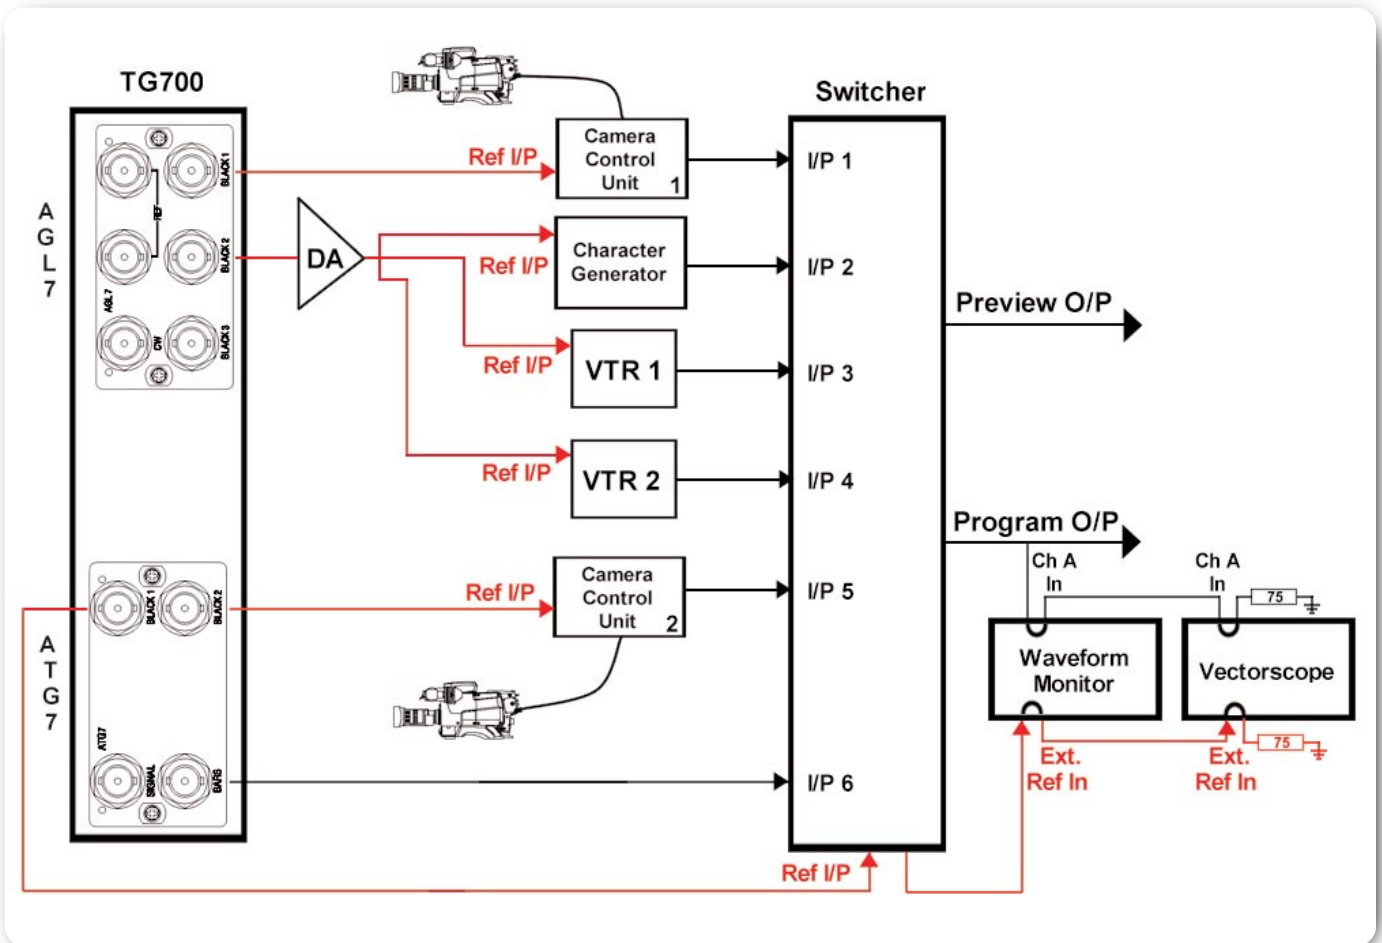 TG700
Switcher
AGL7
REF
BLACK 1
BLACK 2
AGL 7
CW
BLACK 3
DA
Ref I/P
Camera
Control
Unit
1
I/P 1
Ref I/P
Character
Generator
I/P 2
Preview O/P
Ref I/P
VTR 1
I/P 3
Ref I/P
VTR 2
I/P 4
Program O/P
Ch A
In
Ch A
In
75
ATG7
BLACK 1
BLACK 2
Ref I/P
Camera
Control
Unit
2
I/P 5
Waveform
Monitor
Vectorscope
ATG7
SIGNAL
BARS
I/P 6
Ext.
Ref In
Ext.
Ref In
75
Ref I/P